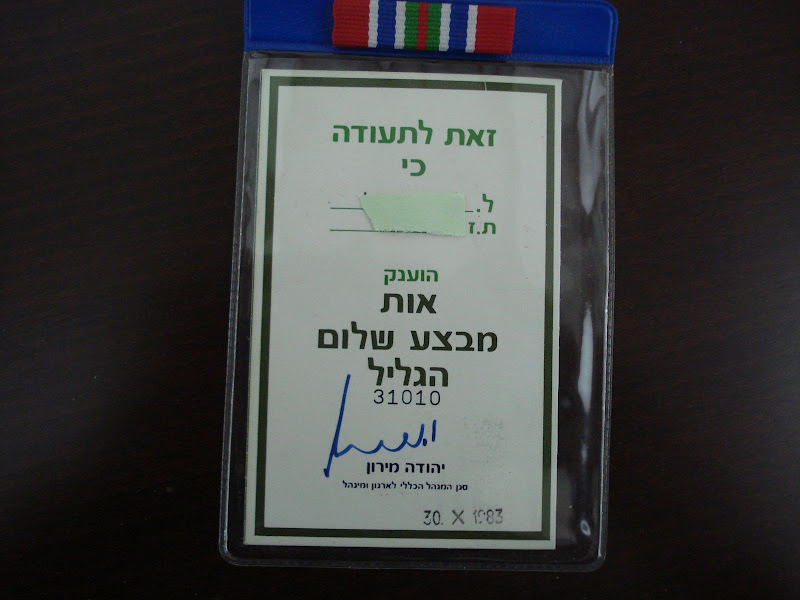 זאת לתעודה
כי
ל.
ת.ז
הוענק
אות
מבצע שלום
הגליל
31010
יהודה מירון
סגן המנהל הכללי לארגון ומינהל
30. X 1983